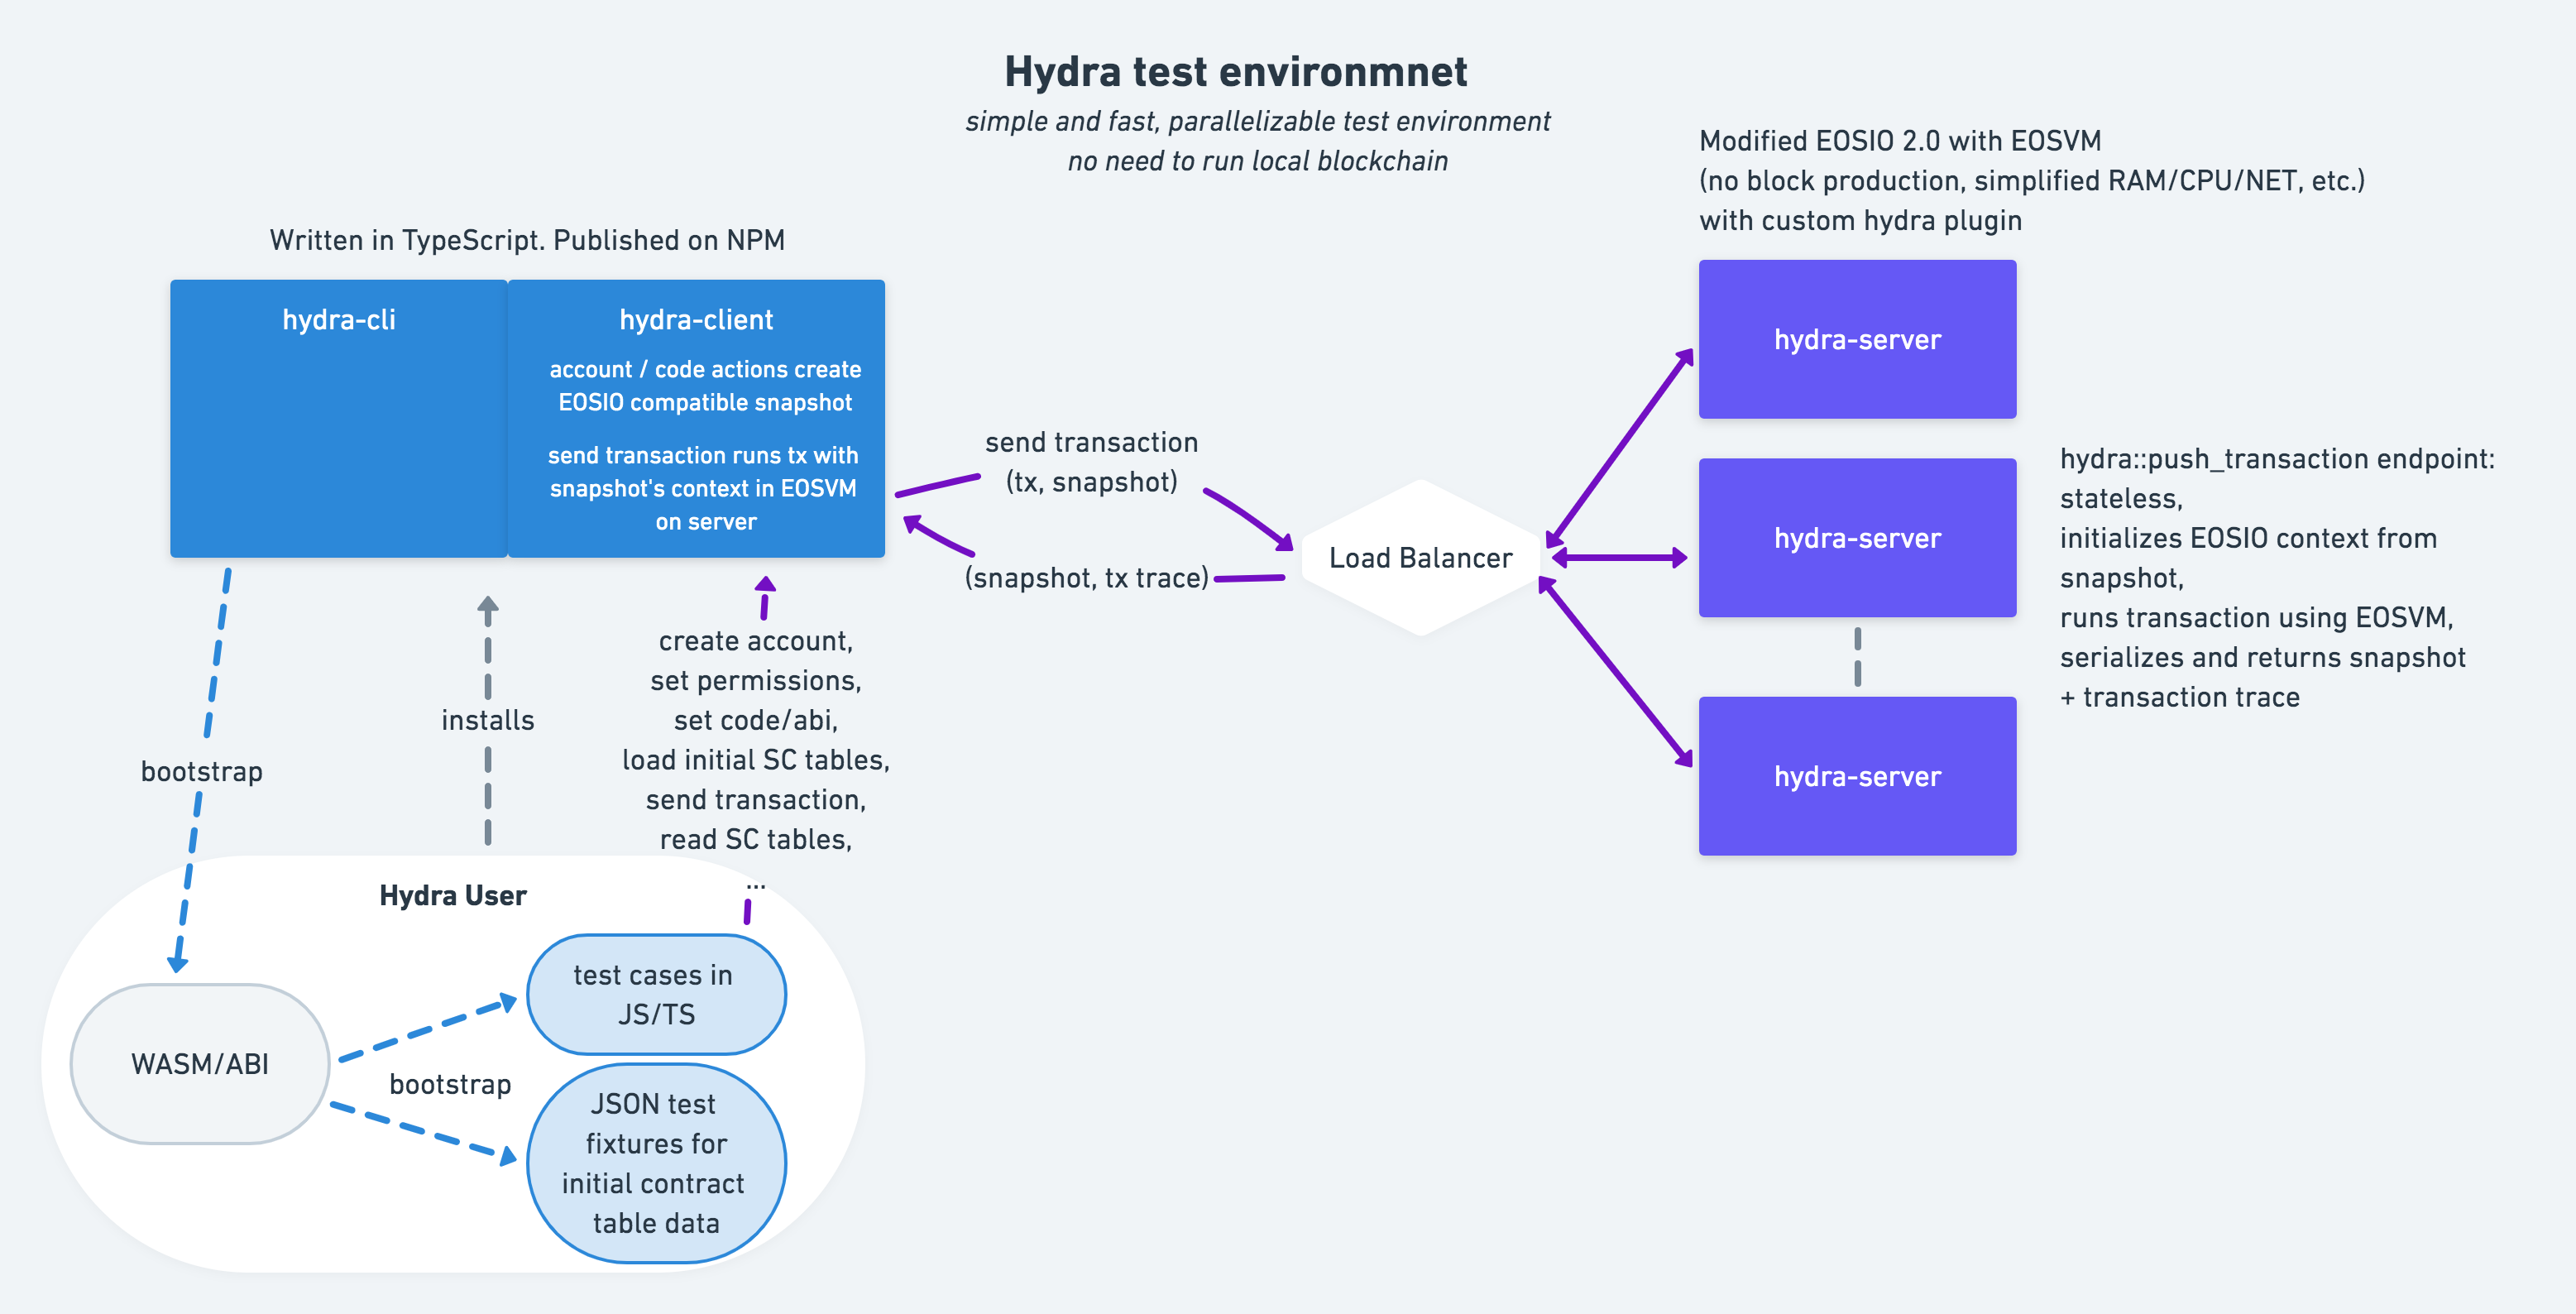 Hydra test environmnet
simple and fast, parallelizable test environment
no need to run local blockchain
Written in TypeScript. Published on NPM
hydra-cli
hydra-client
account / code actions create
EOSIO compatible snapshot
send transaction runs tx with
snapshot's context in EOSVM
on server
send transaction
(tx, snapshot)
(snapshot, tx trace)
Load Balancer
Modified EOSIO 2.0 with EOSVM
(no block production, simplified RAM/CPU/NET, etc.)
with custom hydra plugin
hydra-server
hydra-server
hydra-server
hydra::push_transaction endpoint:
stateless,
initializes EOSIO context from
snapshot,
runs transaction using EOSVM,
serializes and returns snapshot
+ transaction trace
bootstrap
installs
create account,
set permissions,
set code/abi,
load initial SC tables,
send transaction,
read SC tables,
...
Hydra User
WASM/ABI
bootstrap
test cases in
JS/TS
JSON test
fixtures for
initial contract
table data